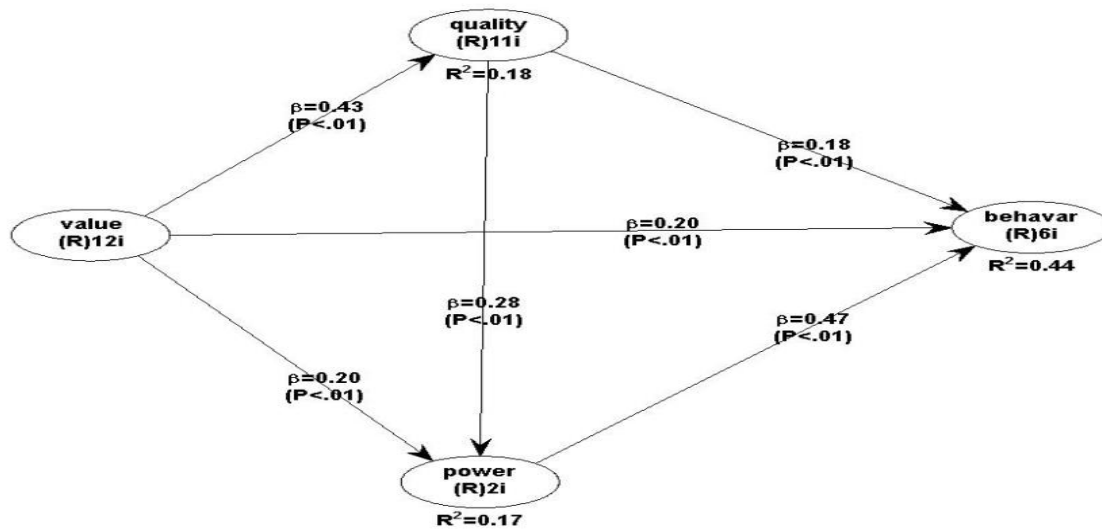 quality
(R)11i
R²=0.18
β=0.43
(P<.01)
β=0.18
(P<.01)
value
(R)12i
β=0.20
(P<.01)
behavar
(R)6i
R²=0.44
β=0.28
(P<.01)
β=0.47
(P<.01)
β=0.20
(P<.01)
power
(R)2i
R²=0.17